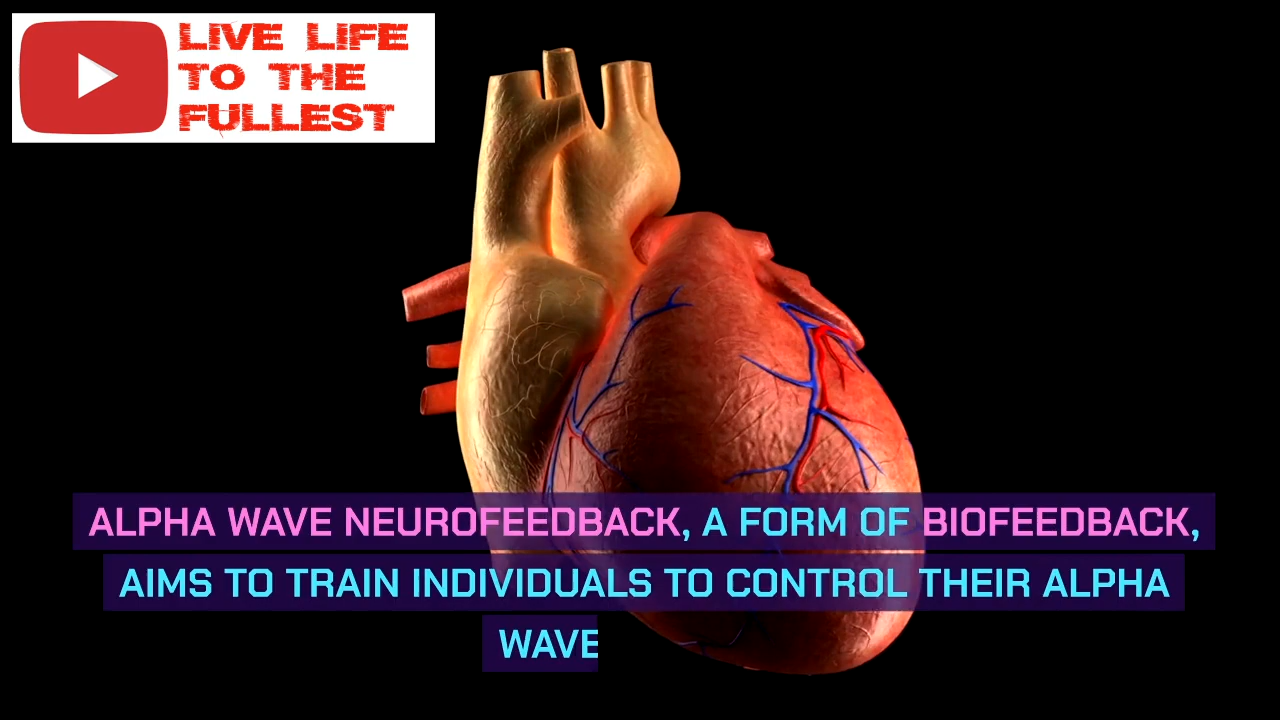 LIVE LIFE
TO THE
FULLEST
ALPHA WAVE NEUROFEEDBACK, A FORM OF BIOFEEDBACK,
AIMS TO TRAIN INDIVIDUALS TO CONTROL THEIR ALPHA
WAVE